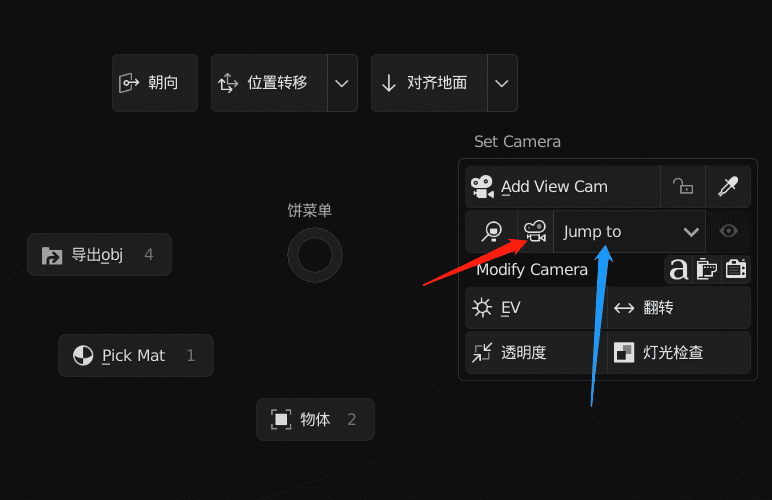 朝向
位置转移
对齐地面
Set Camera
Add View Cam
Jump to
饼菜单
导出obj 4
Modify Camera
a
EV
翻转
Pick Mat 1
透明度
灯光检查
物体 2